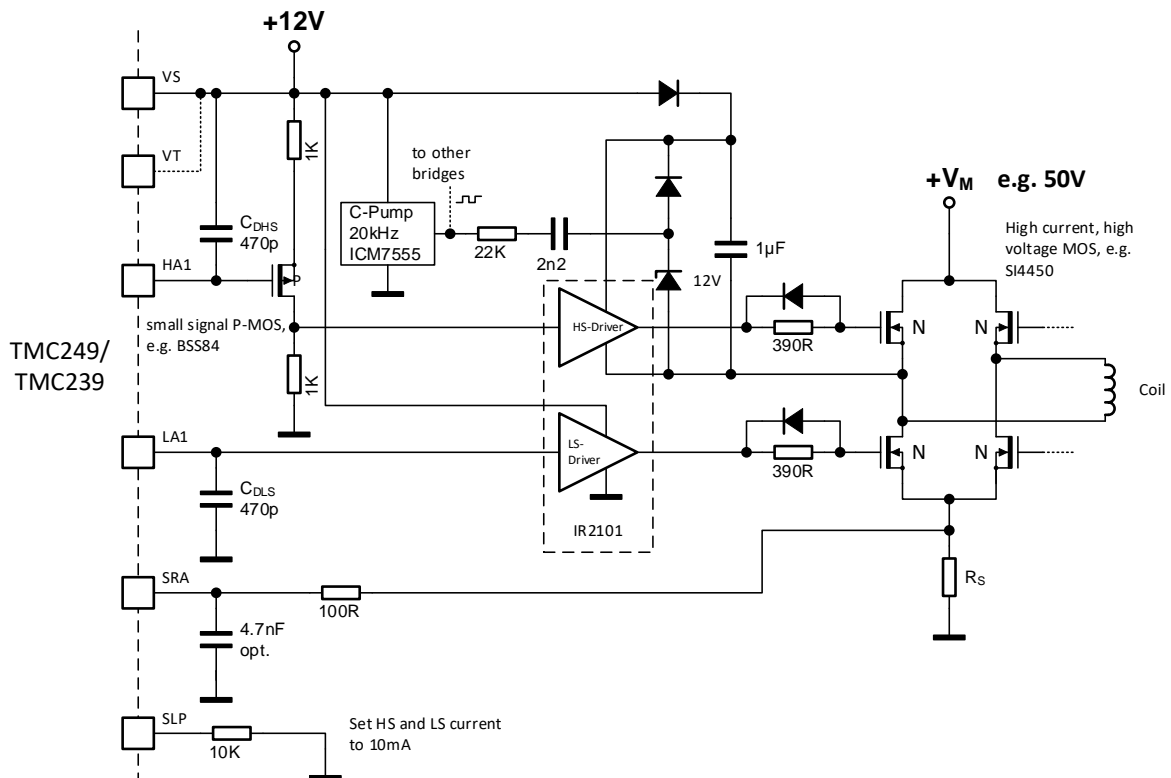 +12V
VS
VT
1K
to other
bridges
C-Pump
20kHz
ICM7555
22K
2n2
12V
1µF
+VM e.g. 50V
High current, high
voltage MOS, e.g.
SI4450
CDHS
470p
HA1
P
small signal P-MOS,
e.g. BSS84
1K
HS-Driver
390R
N
N
TMC249/
TMC239
Coil
LA1
CDLS
470p
LS-
Driver
IR2101
390R
N
N
SRA
100R
RS
4.7nF
opt.
SLP
10K
Set HS and LS current
to 10mA